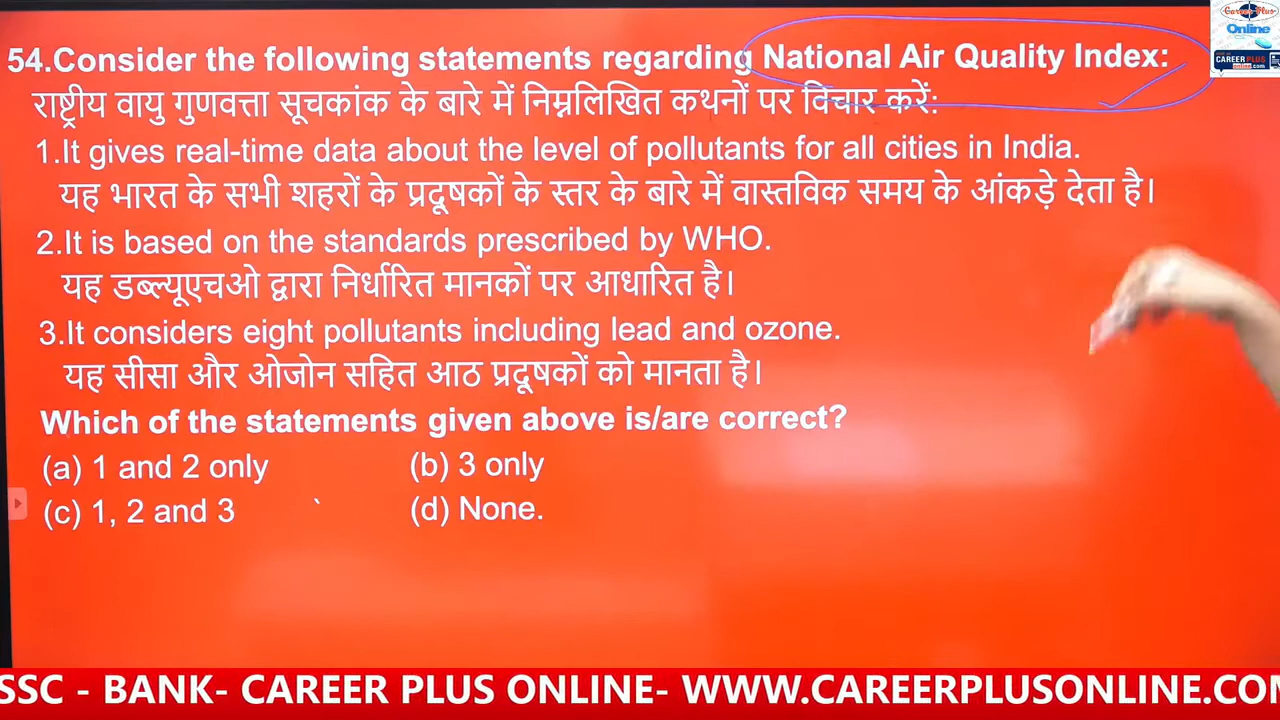 54.Consider the following statements regarding National Air Quality Index:
राष्ट्रीय वायु गुणवत्ता सूचकांक के बारे में निम्नलिखित कथनों पर विचार करें:
1.It gives real-time data about the level of pollutants for all cities in India.
यह भारत के सभी शहरों के प्रदूषकों के स्तर के बारे में वास्तविक समय के आंकड़े देता है।
2.It is based on the standards prescribed by WHO.
यह डब्ल्यूएचओ द्वारा निर्धारित मानकों पर आधारित है।
3.It considers eight pollutants including lead and ozone.
यह सीसा और ओजोन सहित आठ प्रदूषकों को मानता है।
Which of the statements given above is/are correct?
(a) 1 and 2 only (b) 3 only
(c) 1, 2 and 3 (d) None.
Career Plus
Online
CAREER PLUS
online.com
SSC - BANK- CAREER PLUS ONLINE- WWW.CAREERPLUSONLINE.COM